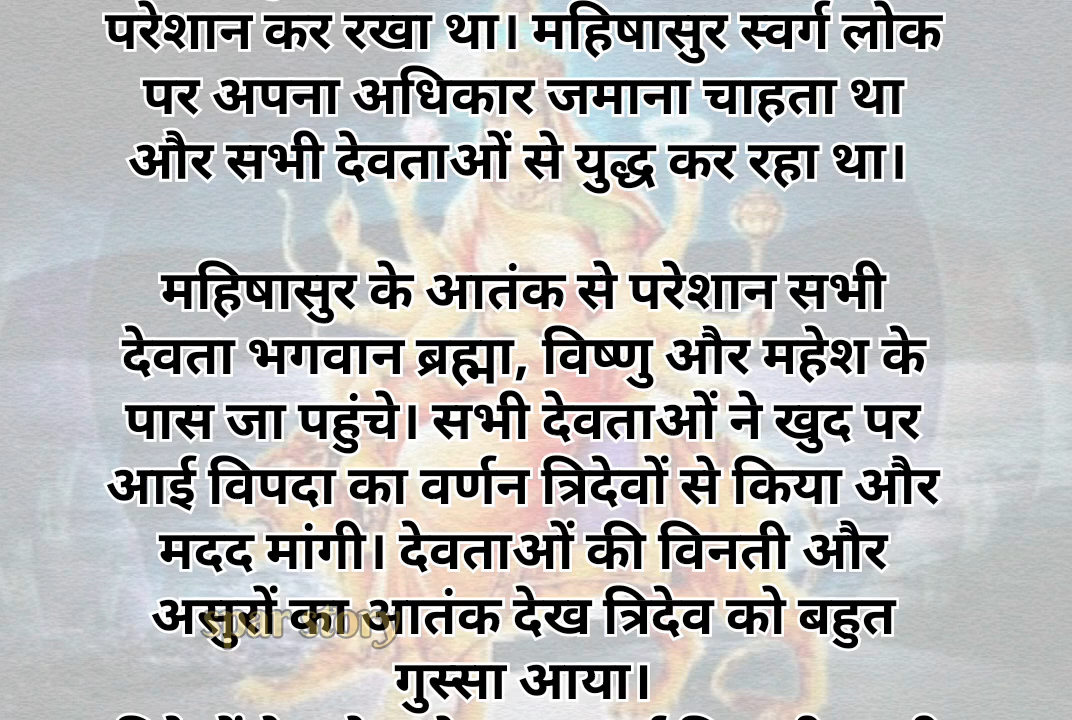 परेशान कर रखा था। महिषासुर स्वर्ग लोक
पर अपना अधिकार जमाना चाहता था
और सभी देवताओं से युद्ध कर रहा था।
महिषासुर के आतंक से परेशान सभी
देवता भगवान ब्रह्मा, विष्णु और महेश के
पास जा पहुंचे। सभी देवताओं ने खुद पर
आई विपदा का वर्णन त्रिदेवों से किया और
मदद मांगी। देवताओं की विनती और
असुरों का आतंक देख त्रिदेव को बहुत
spar story
गुस्सा आया।